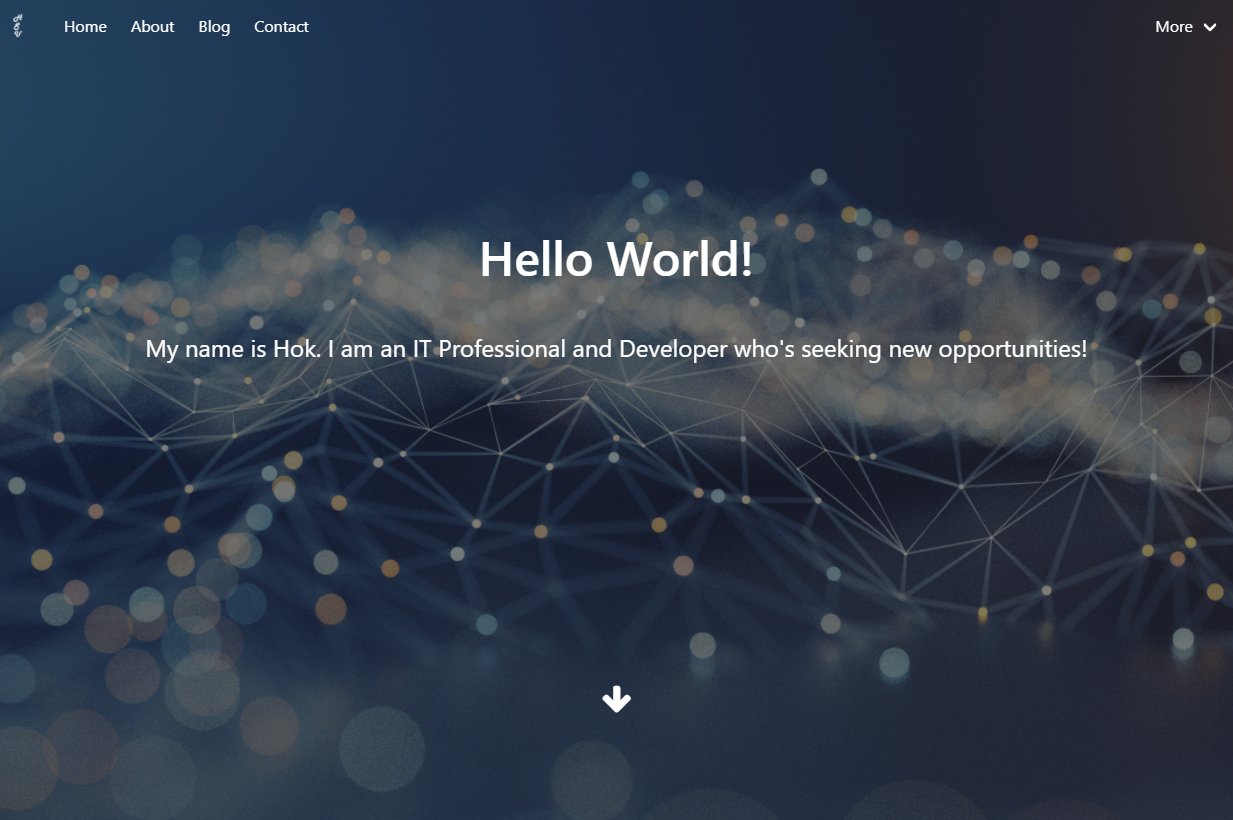 Home About Blog Contact More
Hello World!
My name is Hok. I am an IT Professional and Developer who's seeking new opportunities!